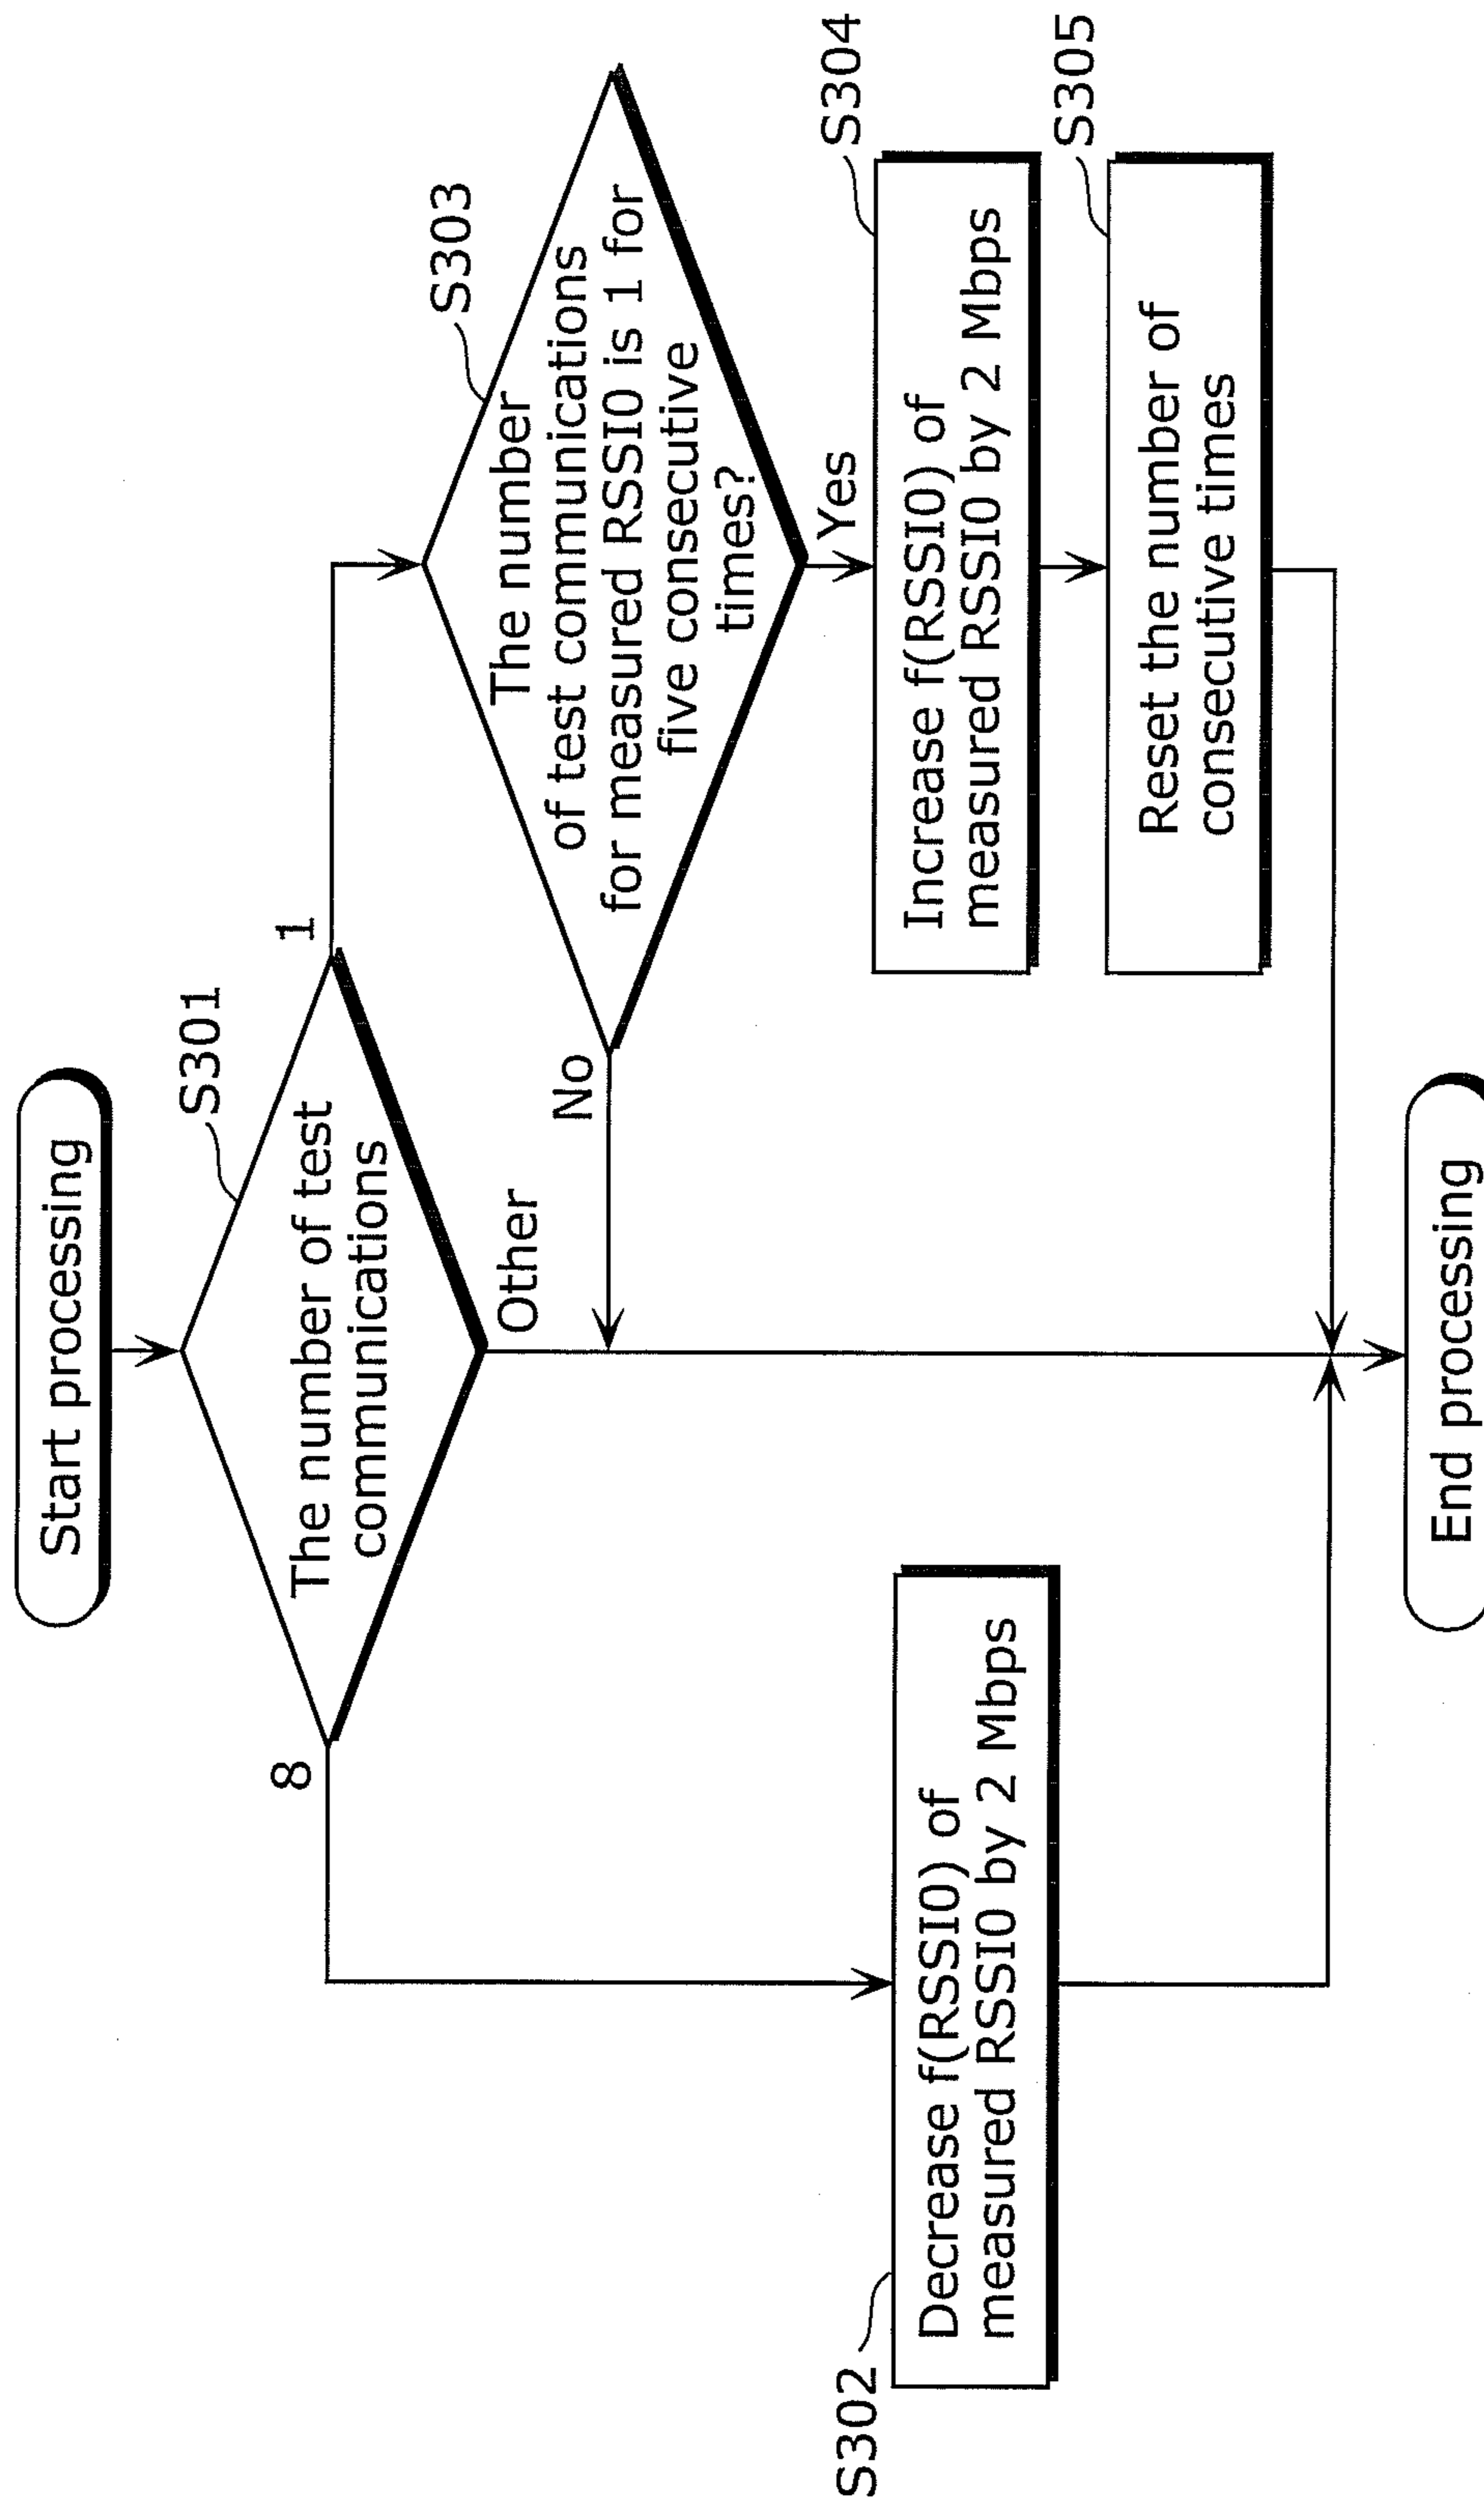 Start processing
S301
The number of test
communications
8
1
Other
S303
The number
of test communications
for measured RSSI0 is 1 for
five consecutive
times?
No
Yes
S302
Decrease f(RSSI0) of
measured RSSI0 by 2 Mbps
S304
Increase f(RSSI0) of
measured RSSI0 by 2 Mbps
S305
Reset the number of
consecutive times
End processing